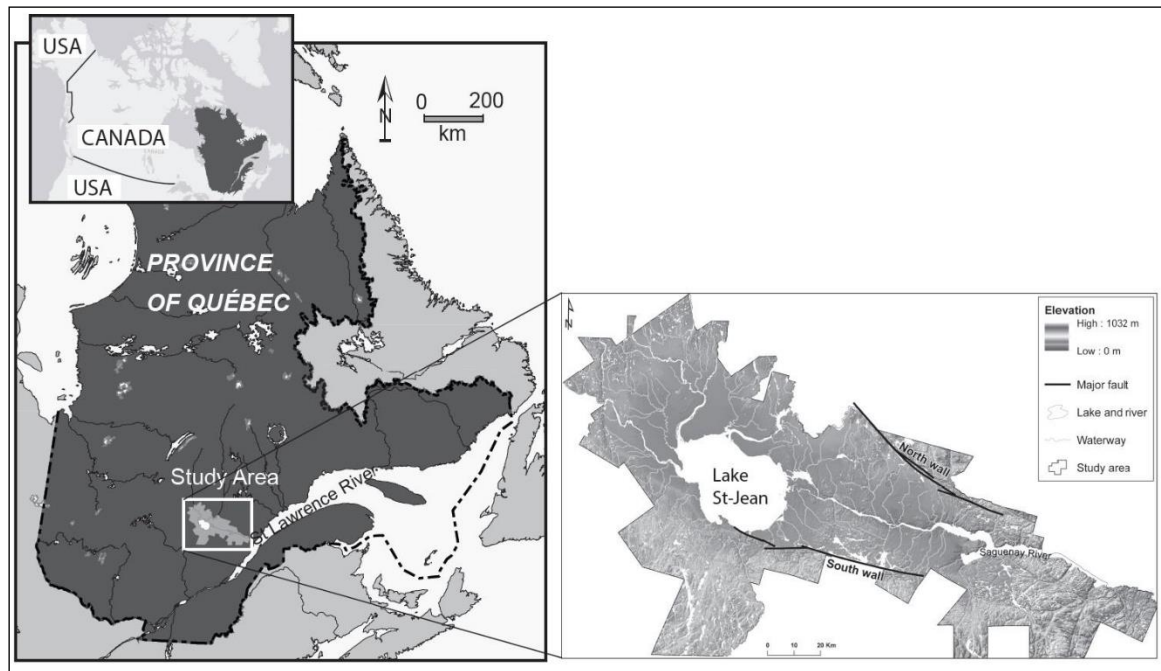 USA
CANADA
USA
N
0 200
km
PROVINCE
OF QUÉBEC
Study Area
St Lawrence River
N
Lake
St-Jean
North wall
South wall
Saguenay River
0 10 20 Km
Elevation
High : 1032 m
Low : 0 m
Major fault
Lake and river
Waterway
Study area